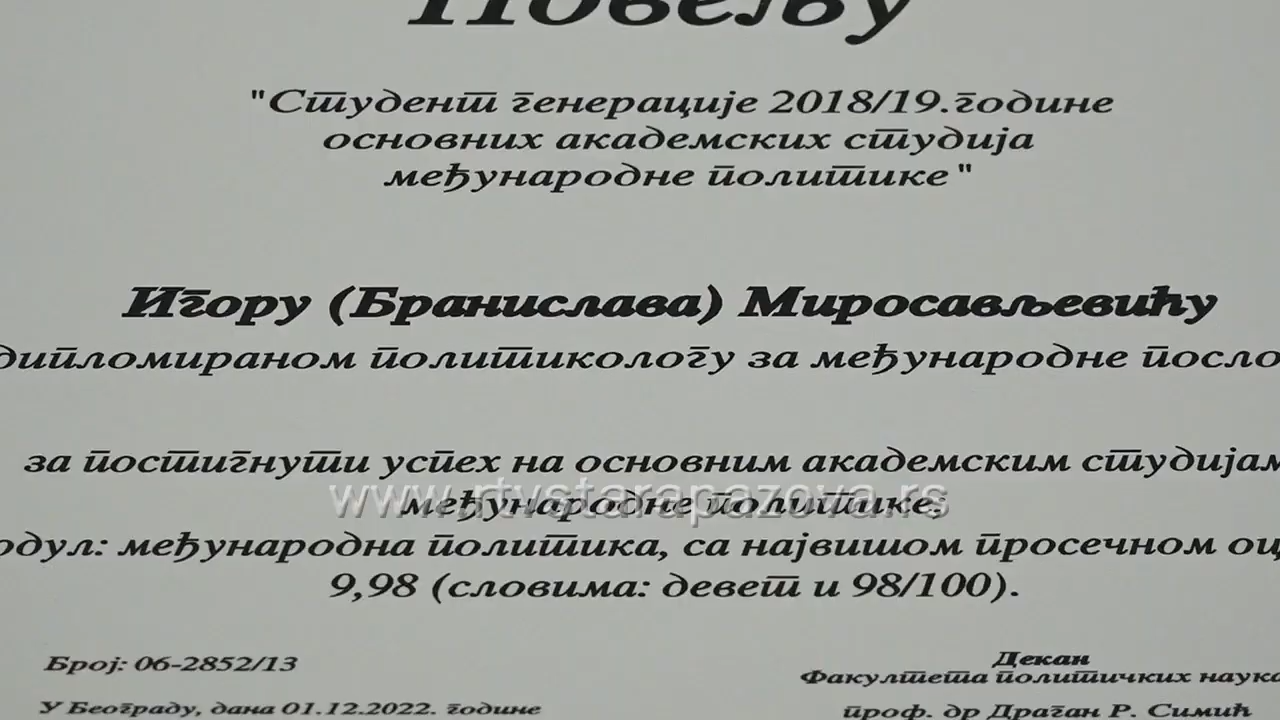 Повељу
"Студент генерације 2018/19.године
основних академских студија
међународне политике"
Игору (Бранислава) Миросављевићу
дипломираном политикологу за међународне посло
за постигнути успех на основним академским студијам
међународне политике;
www.rtvstarapazova.rs
одул: међународна политика, са највишом просечном оц
9,98 (словима: девет и 98/100).
Број: 06-2852/13
Декан
Факултета политичких наука
У Београду, дана 01.12.2022. године
проф. др Драган Р. Симић